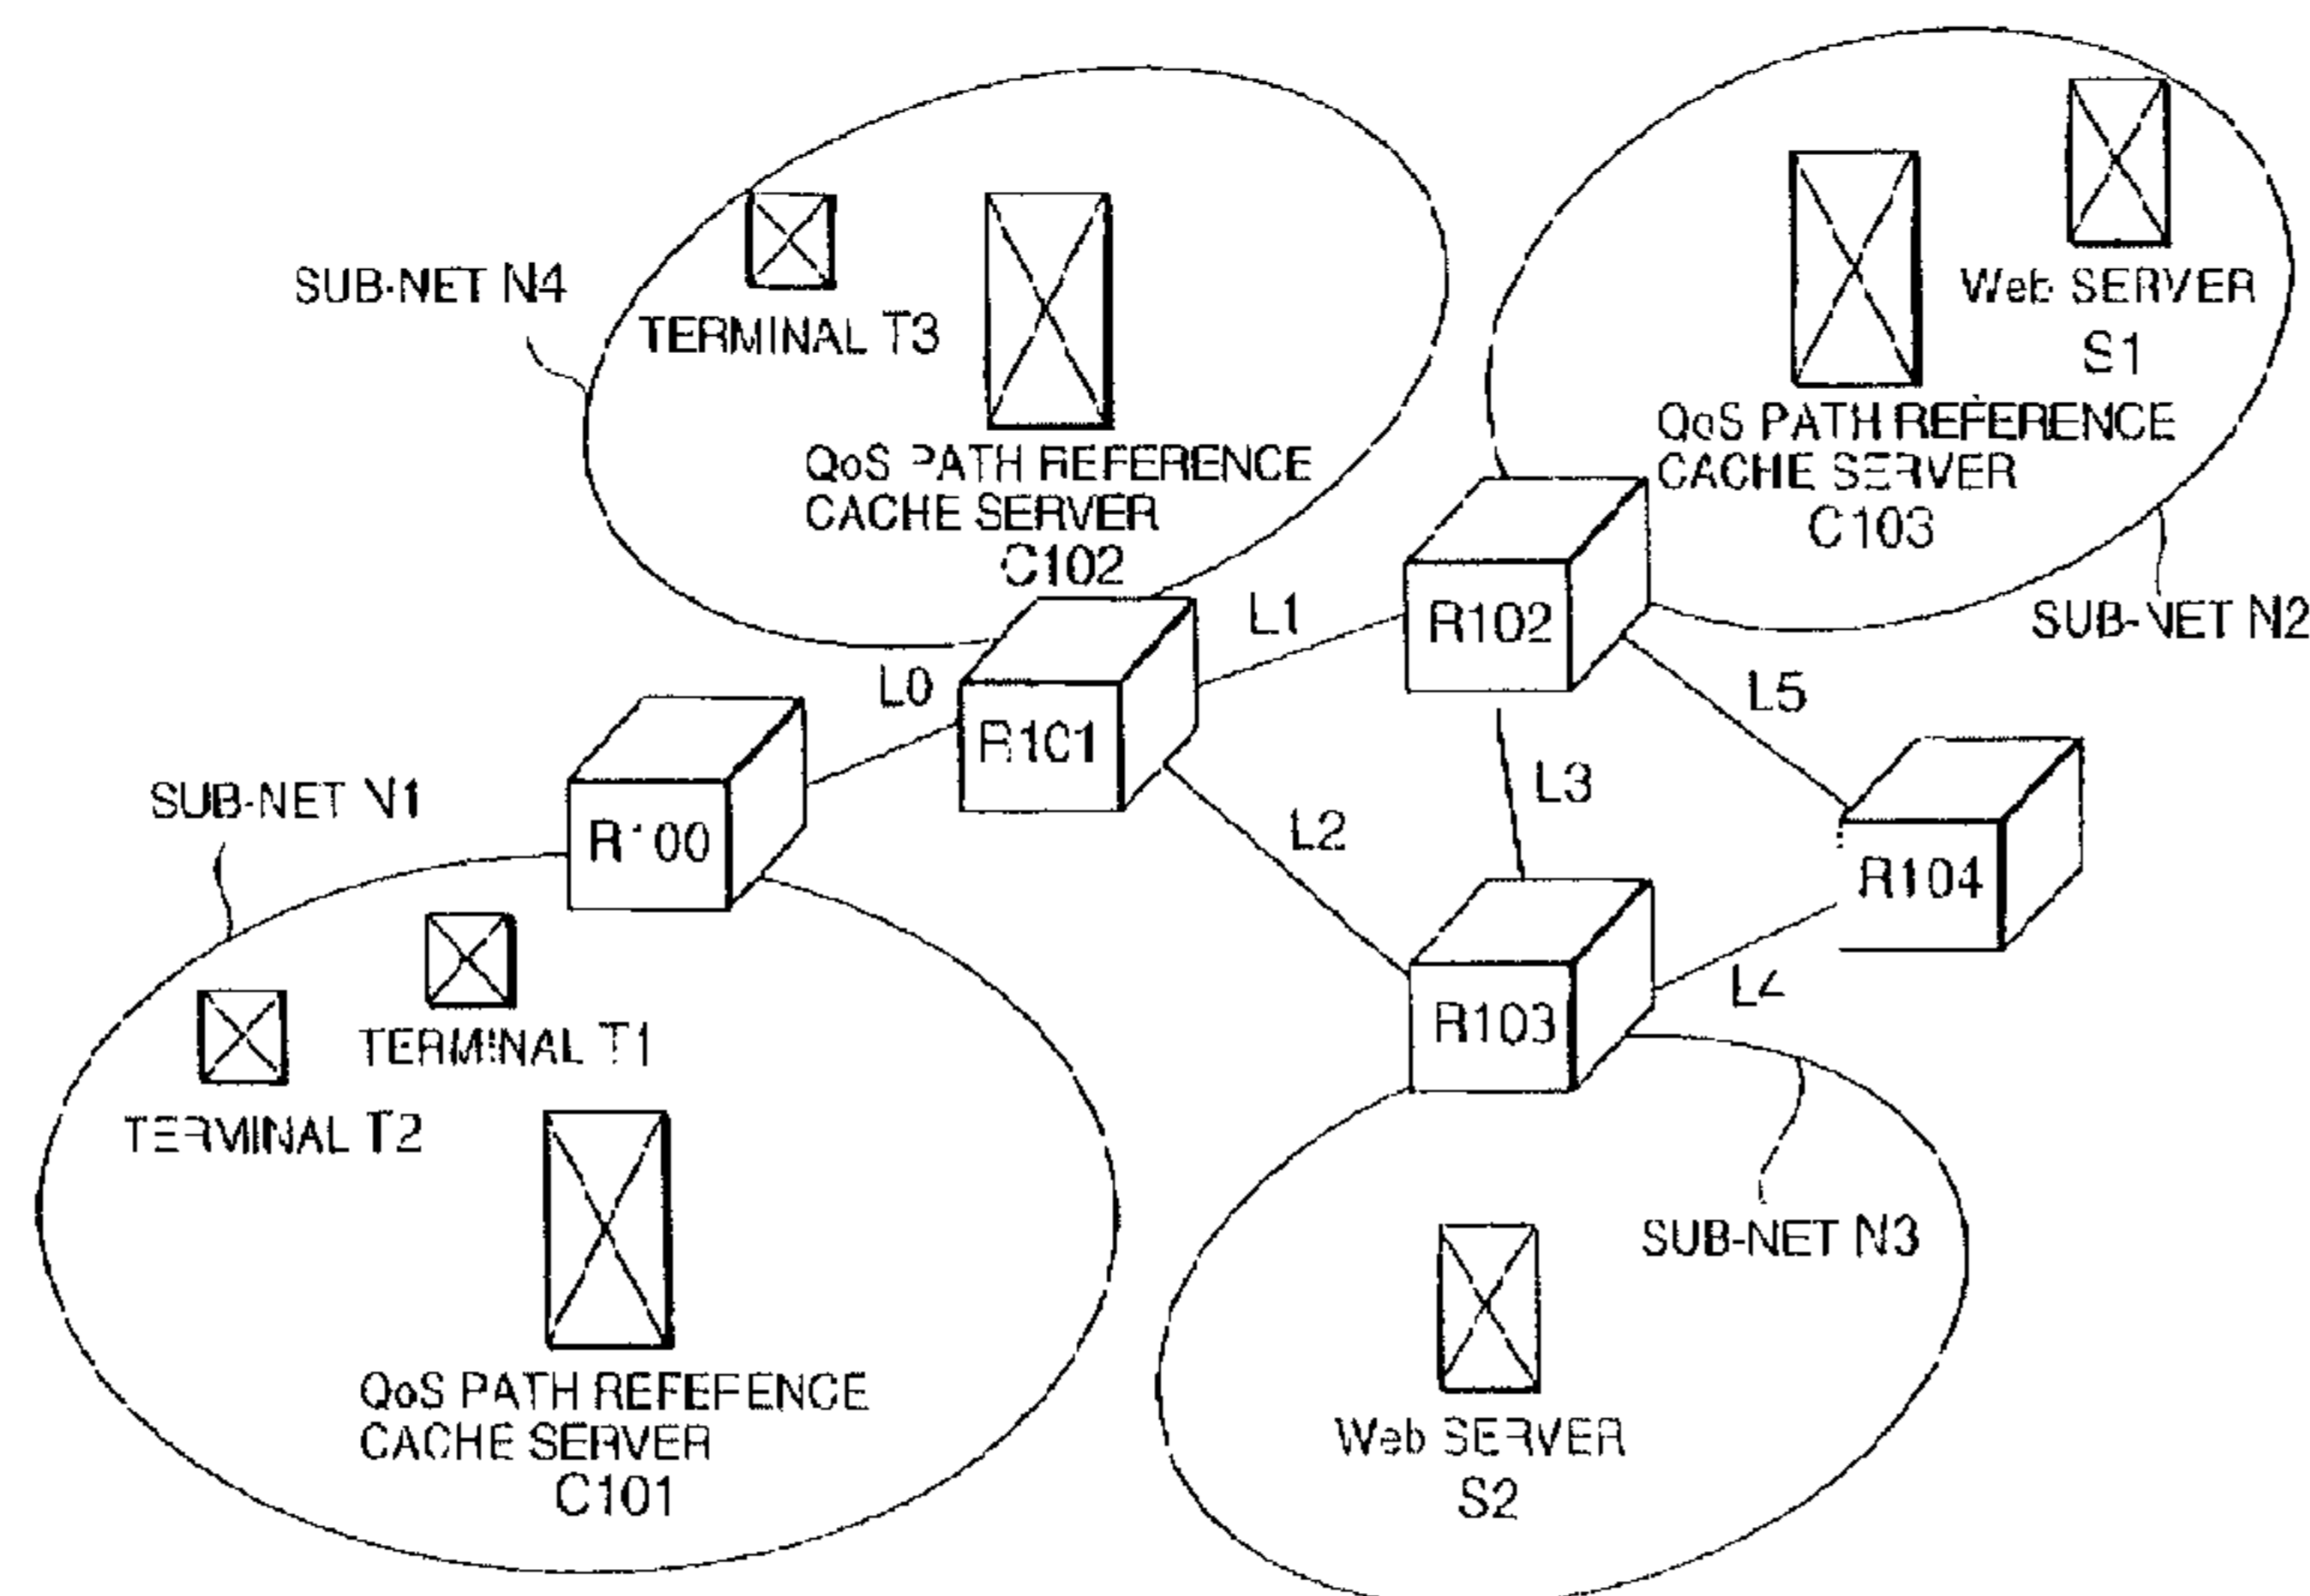 SUB-NET N4
TERMINAL T3
QoS PATH REFERENCE
CACHE SERVER
C102
Web SERVER
S1
QoS PATH REFERENCE
CACHE SERVER
C103
SUB-NET N2
L1
R102
L0
R101
L5
SUB-NET N1
R100
L3
L2
R104
TERMINAL T1
R103
L4
TERMINAL T2
SUB-NET N3
QoS PATH REFERENCE
CACHE SERVER
C101
Web SERVER
S2